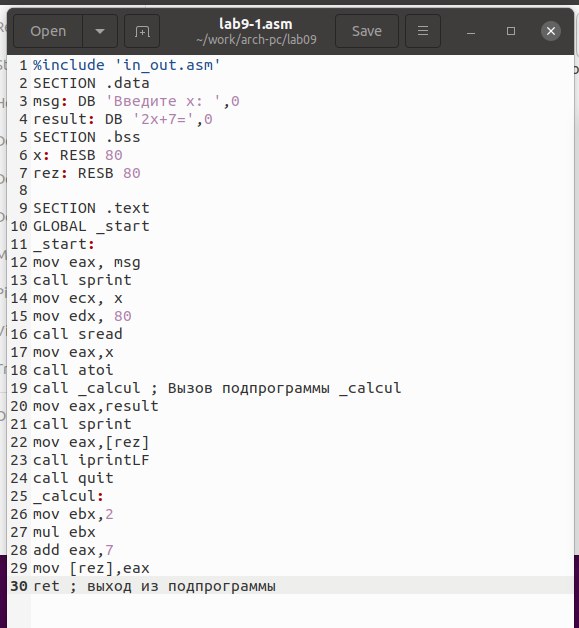 Open
lab9-1.asm
~/work/arch-pc/lab09
Save
1 %include 'in_out.asm'
2 SECTION .data
3 msg: DB 'Введите x: ',0
4 result: DB '2x+7=',0
5 SECTION .bss
6 x: RESB 80
7 rez: RESB 80
8
9 SECTION .text
10 GLOBAL _start
11 _start:
12 mov eax, msg
13 call sprint
14 mov ecx, x
15 mov edx, 80
16 call sread
17 mov eax,x
18 call atoi
19 call _calcul ; Вызов подпрограммы _calcul
20 mov eax,result
21 call sprint
22 mov eax,[rez]
23 call iprintLF
24 call quit
25 _calcul:
26 mov ebx,2
27 mul ebx
28 add eax,7
29 mov [rez],eax
30 ret ; выход из подпрограммы